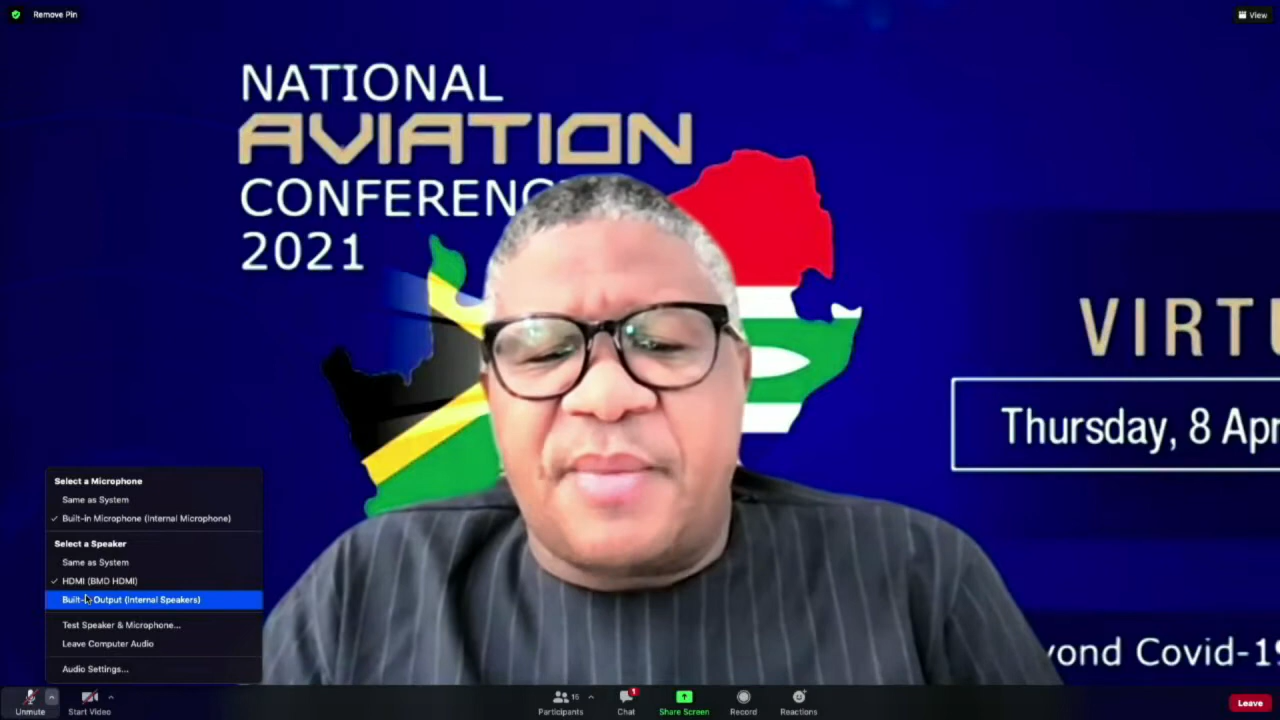 Remove Pin
View
NATIONAL
AVIATION
CONFERENC
2021
VIRTU
Thursday, 8 Apr
yond Covid-19
Select a Microphone
Same as System
✓ Built-in Microphone (Internal Microphone)
Select a Speaker
Same as System
✓ HDMI (BMD HDMI)
Built-in Output (Internal Speakers)
Test Speaker & Microphone...
Leave Computer Audio
Audio Settings...
Unmute
Start Video
15
Participants
1
Chat
Share Screen
Record
Reactions
Leave